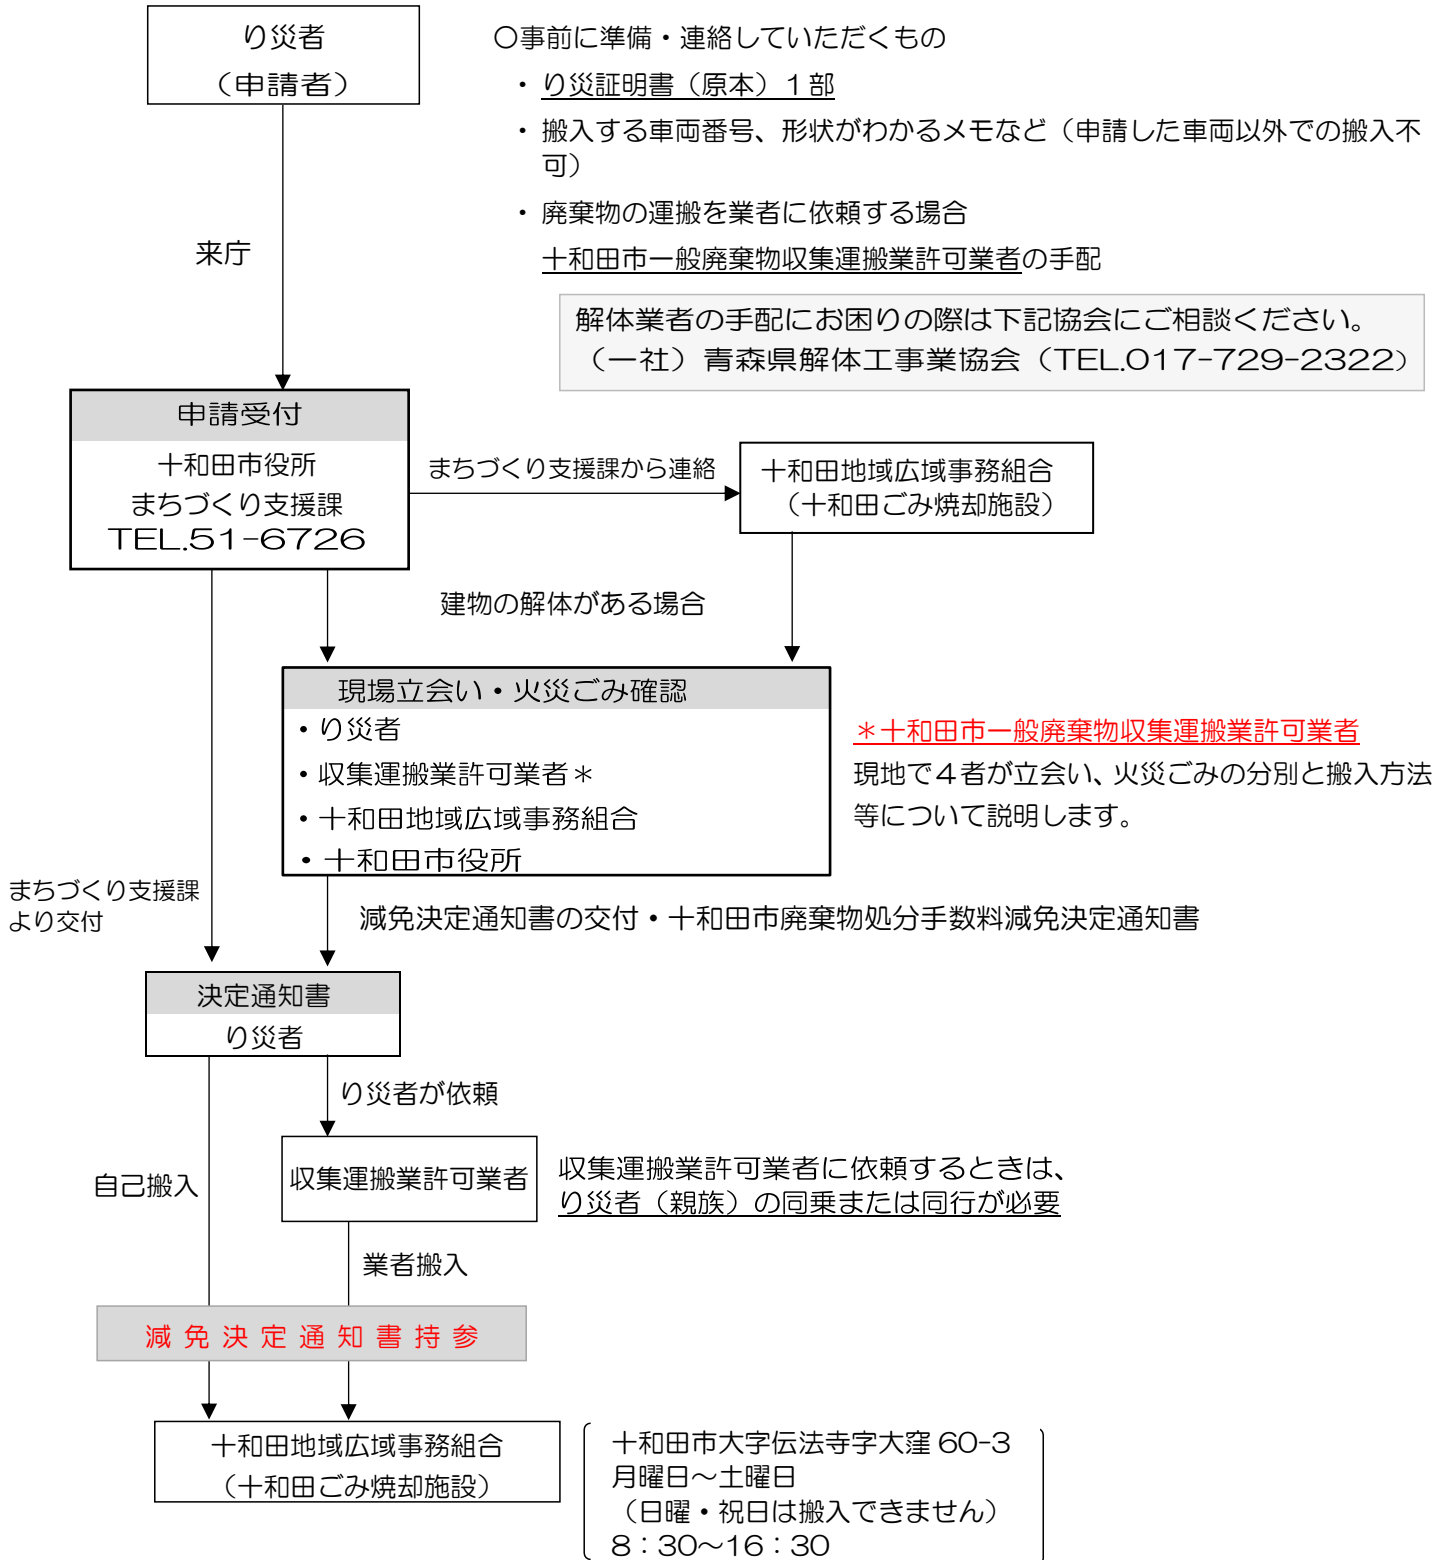 り災者
（申請者）
〇事前に準備・連絡していただくもの
・ り災証明書（原本）1部
・ 搬入する車両番号、形状がわかるメモなど（申請した車両以外での搬入不
可）
・ 廃棄物の運搬を業者に依頼する場合
十和田市一般廃棄物収集運搬業許可業者の手配
来庁
解体業者の手配にお困りの際は下記協会にご相談ください。
（一社）青森県解体工事業協会（TEL.017-729-2322）
申請受付
十和田市役所
まちづくり支援課
TEL.51-6726
まちづくり支援課から連絡
十和田地域広域事務組合
（十和田ごみ焼却施設）
建物の解体がある場合
現場立会い・火災ごみ確認
・り災者
・収集運搬業許可業者＊
・十和田地域広域事務組合
・十和田市役所
＊十和田市一般廃棄物収集運搬業許可業者
現地で４者が立会い、火災ごみの分別と搬入方法
等について説明します。
まちづくり支援課
より交付
減免決定通知書の交付・十和田市廃棄物処分手数料減免決定通知書
決定通知書
り災者
り災者が依頼
自己搬入
収集運搬業許可業者
収集運搬業許可業者に依頼するときは、
り災者（親族）の同乗または同行が必要
業者搬入
減免決定通知書持参
十和田地域広域事務組合
（十和田ごみ焼却施設）
十和田市大字伝法寺字大窪 60-3
月曜日～土曜日
（日曜・祝日は搬入できません）
8：30～16：30